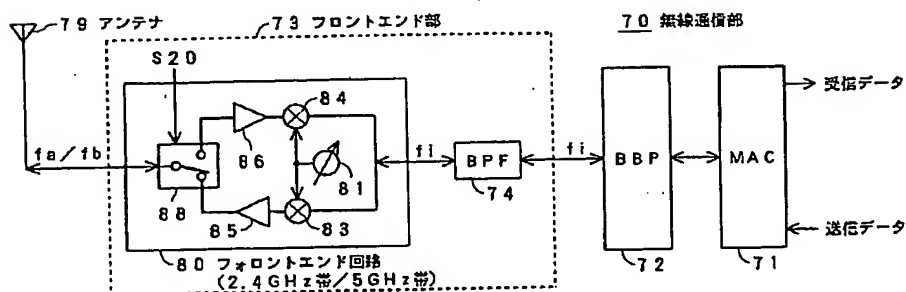 79 アンテナ
73 フロントエンド部
70 無線通信部
S20
84
86
81
88
85
83
fa/fb
fi
BPF
74
fi
BBP
72
MAC
71
受信データ
送信データ
80 フォロントエンド回路
(2.4GHz帯/5GHz帯)